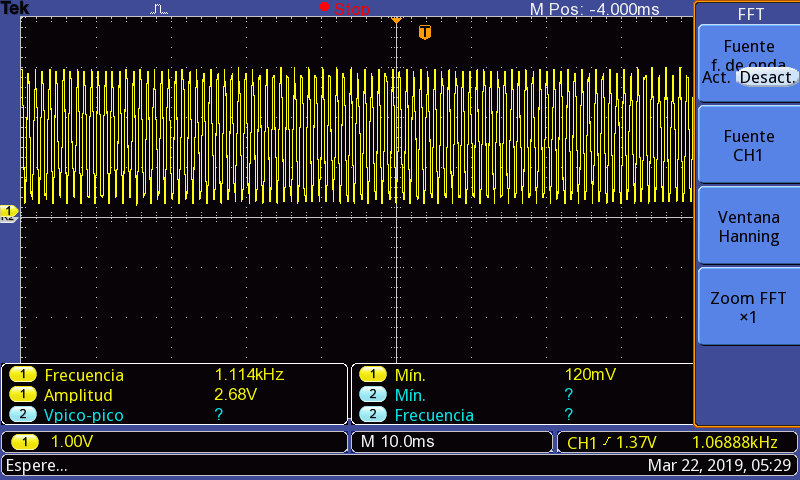 Tek Stop M Pos: -4.000ms
FFT
T
Fuente
f. de onda
Act. Desact.
Fuente
CH1
Ventana
Hanning
Zoom FFT
×1
1
1 Frecuencia 1.114kHz
1 Amplitud 2.68V
2 Vpico-pico ?
1 Mín. 120mV
2 Mín. ?
2 Frecuencia ?
1 1.00V M 10.0ms CH1 1.37V 1.06888kHz
Espere... Mar 22, 2019, 05:29